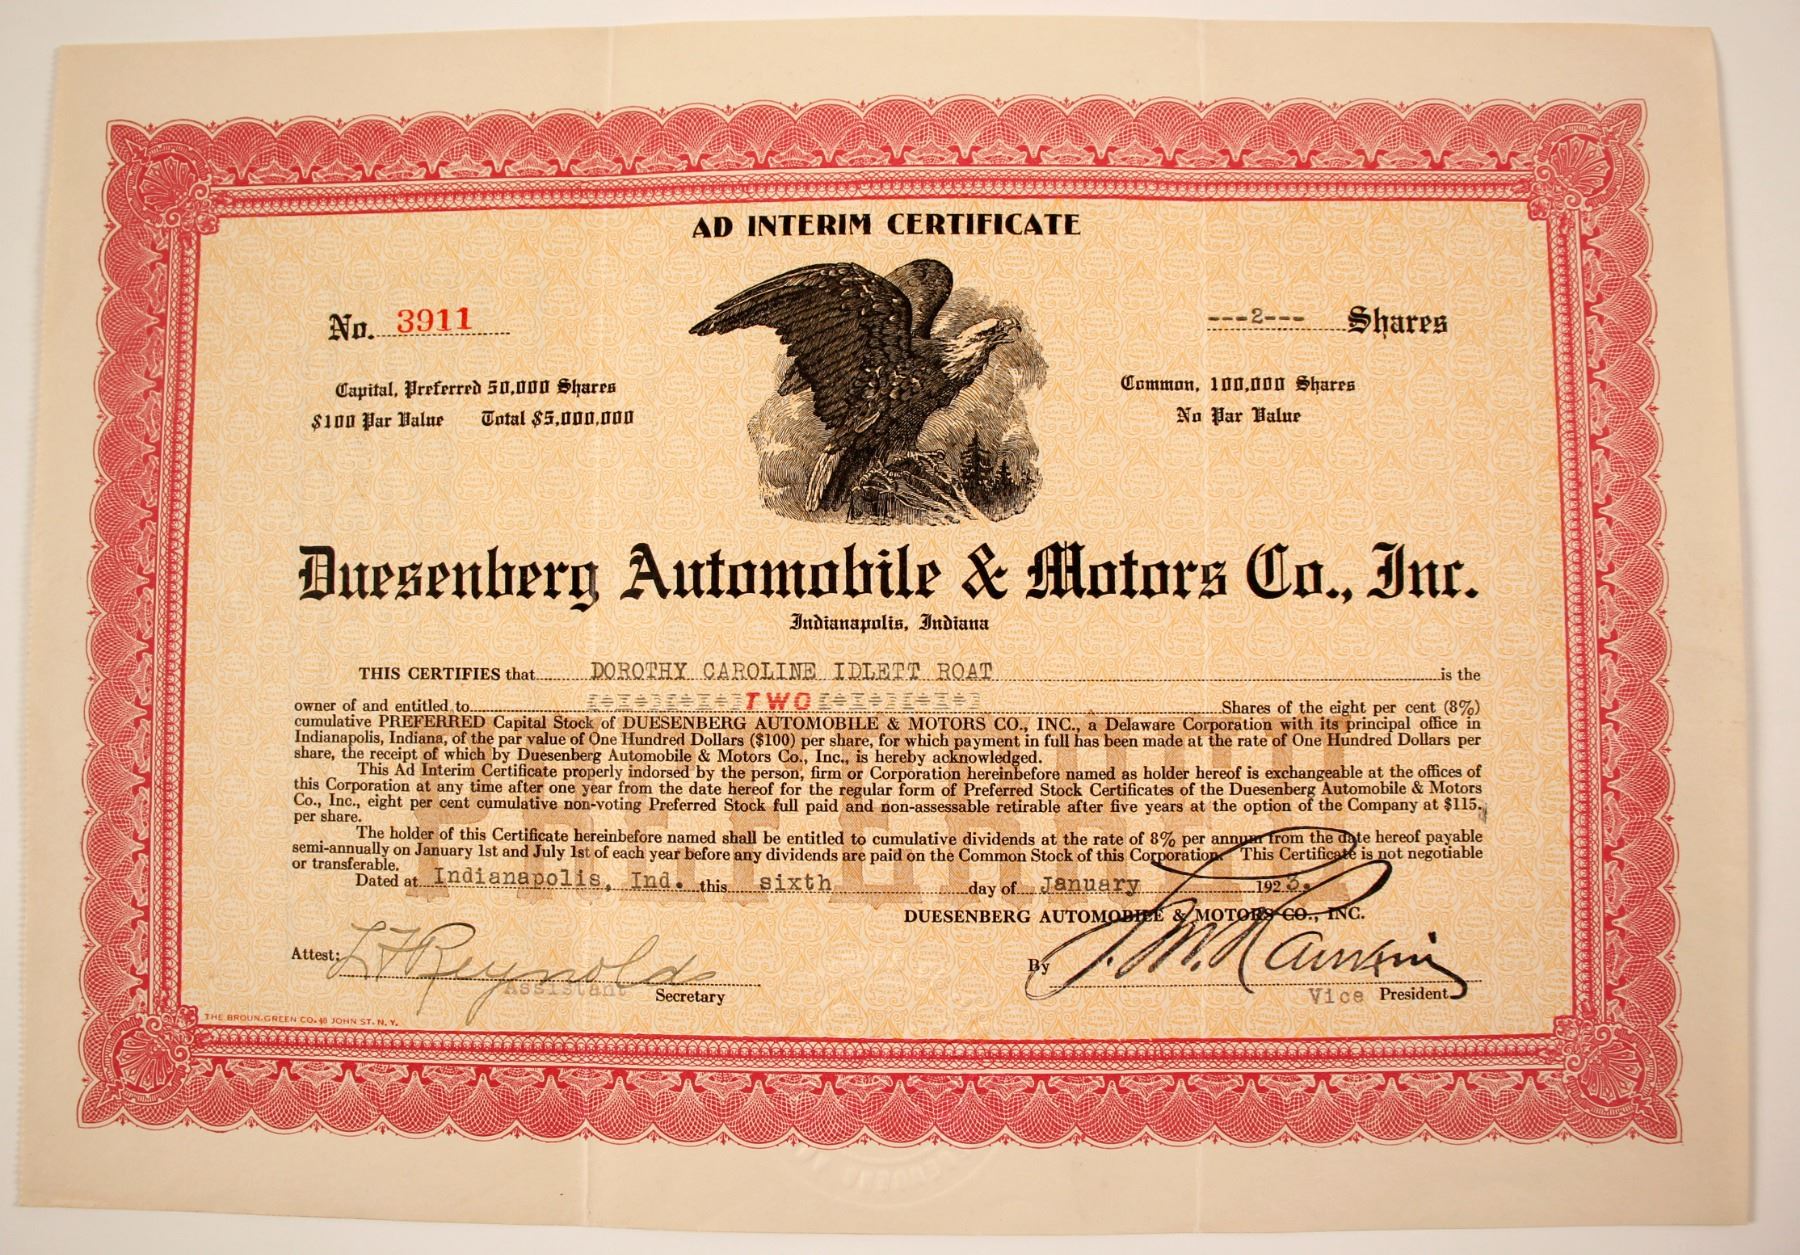 AD INTERIM CERTIFICATE
No. 3911
---2--- Shares
Capital, Preferred 50,000 Shares
$100 Par Value Total $5,000,000
Common, 100,000 Shares
No Par Value
Duesenberg Automobile & Motors Co., Inc.
Indianapolis, Indiana
THIS CERTIFIES that DOROTHY CAROLINE IDLETT ROAT is the
owner of and entitled to TWO Shares of the eight per cent (8%)
cumulative PREFERRED Capital Stock of DUESENBERG AUTOMOBILE & MOTORS CO., INC., a Delaware Corporation with its principal office in
Indianapolis, Indiana, of the par value of One Hundred Dollars ($100) per share, for which payment in full has been made at the rate of One Hundred Dollars per
share, the receipt of which by Duesenberg Automobile & Motors Co., Inc., is hereby acknowledged.
This Ad Interim Certificate properly indorsed by the person, firm or Corporation hereinbefore named as holder hereof is exchangeable at the offices of
this Corporation at any time after one year from the date hereof for the regular form of Preferred Stock Certificates of the Duesenberg Automobile & Motors
Co., Inc., eight per cent cumulative non-voting Preferred Stock full paid and non-assessable retirable after five years at the option of the Company at $115.
per share.
The holder of this Certificate hereinbefore named shall be entitled to cumulative dividends at the rate of 8% per annum from the date hereof payable
semi-annually on January 1st and July 1st of each year before any dividends are paid on the Common Stock of this Corporation. This Certificate is not negotiable
or transferable.
PREFERRED
Dated at Indianapolis, Ind. this sixth day of January 1923.
DUESENBERG AUTOMOBILE & MOTORS CO., INC.
Attest: L F Reynolds
Assistant Secretary
By J. M. Rankin
Vice President
THE BROUN-GREEN CO. 48 JOHN ST. N. Y.